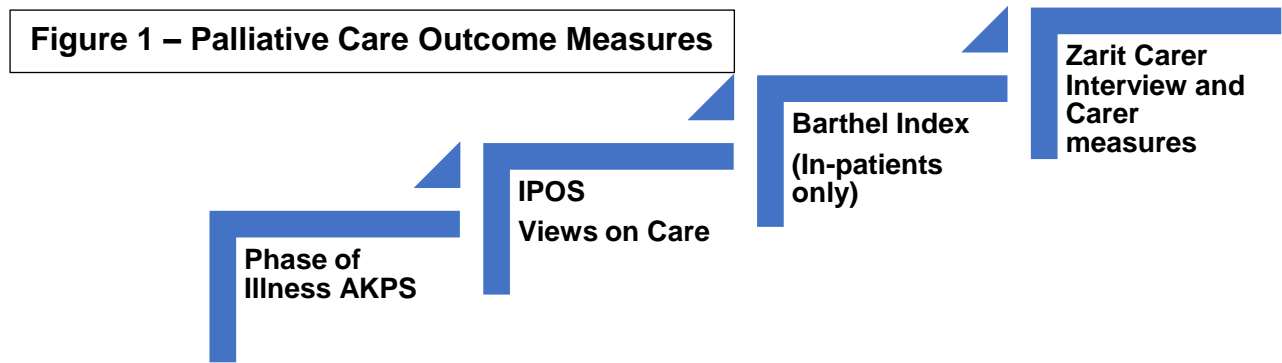 Figure 1 – Palliative Care Outcome Measures
Phase of
Illness AKPS
IPOS
Views on Care
Barthel Index
(In-patients
only)
Zarit Carer
Interview and
Carer
measures